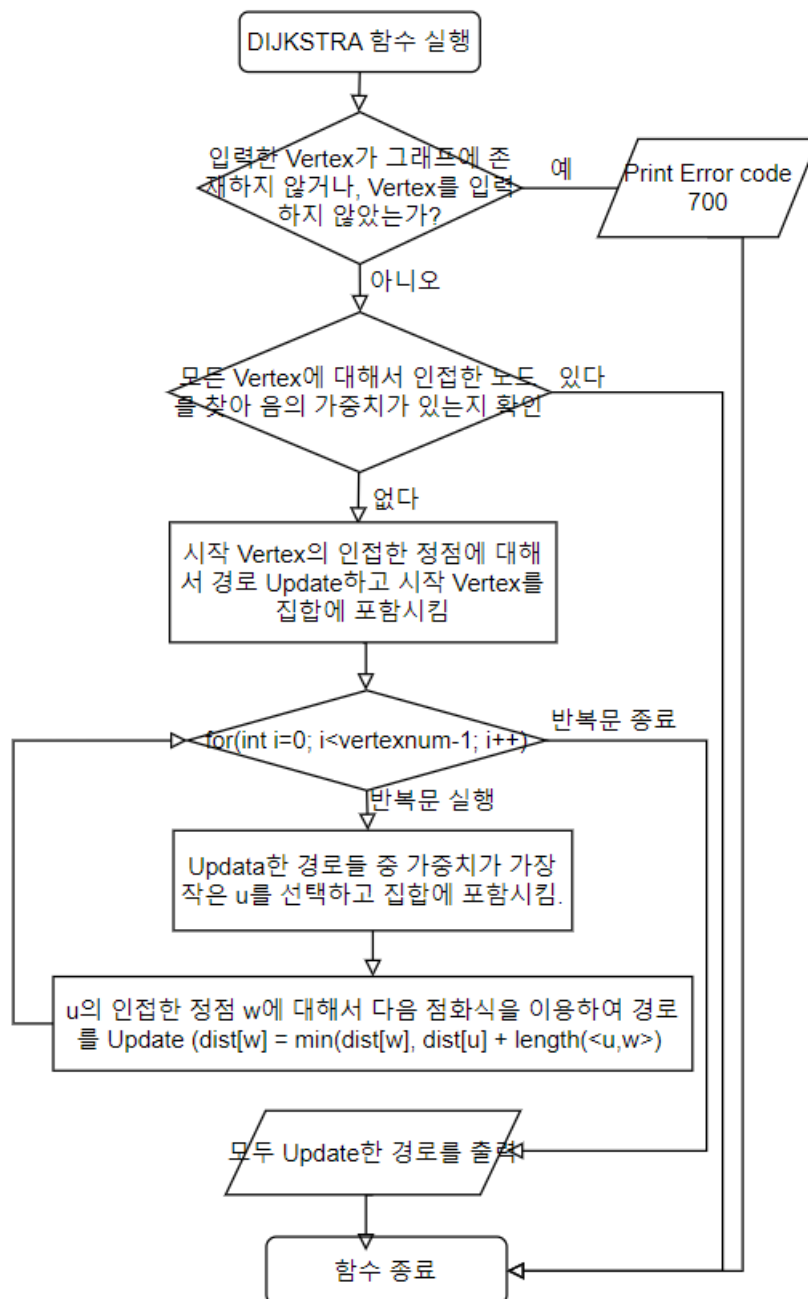 DIJKSTRA 함수 실행
입력한 Vertex가 그래프에 존
재하지 않거나, Vertex를 입력
하지 않았는가?
예
Print Error code
700
아니오
모든 Vertex에 대해서 인접한 노드
를 찾아 음의 가중치가 있는지 확인
있다
없다
시작 Vertex의 인접한 정점에 대해
서 경로 Update하고 시작 Vertex를
집합에 포함시킴
for(int i=0; i<vertexnum-1; i++)
반복문 종료
반복문 실행
Updata한 경로들 중 가중치가 가장
작은 u를 선택하고 집합에 포함시킴.
u의 인접한 정점 w에 대해서 다음 점화식을 이용하여 경로
를 Update (dist[w] = min(dist[w], dist[u] + length(<u,w>)
모두 Update한 경로를 출력
함수 종료